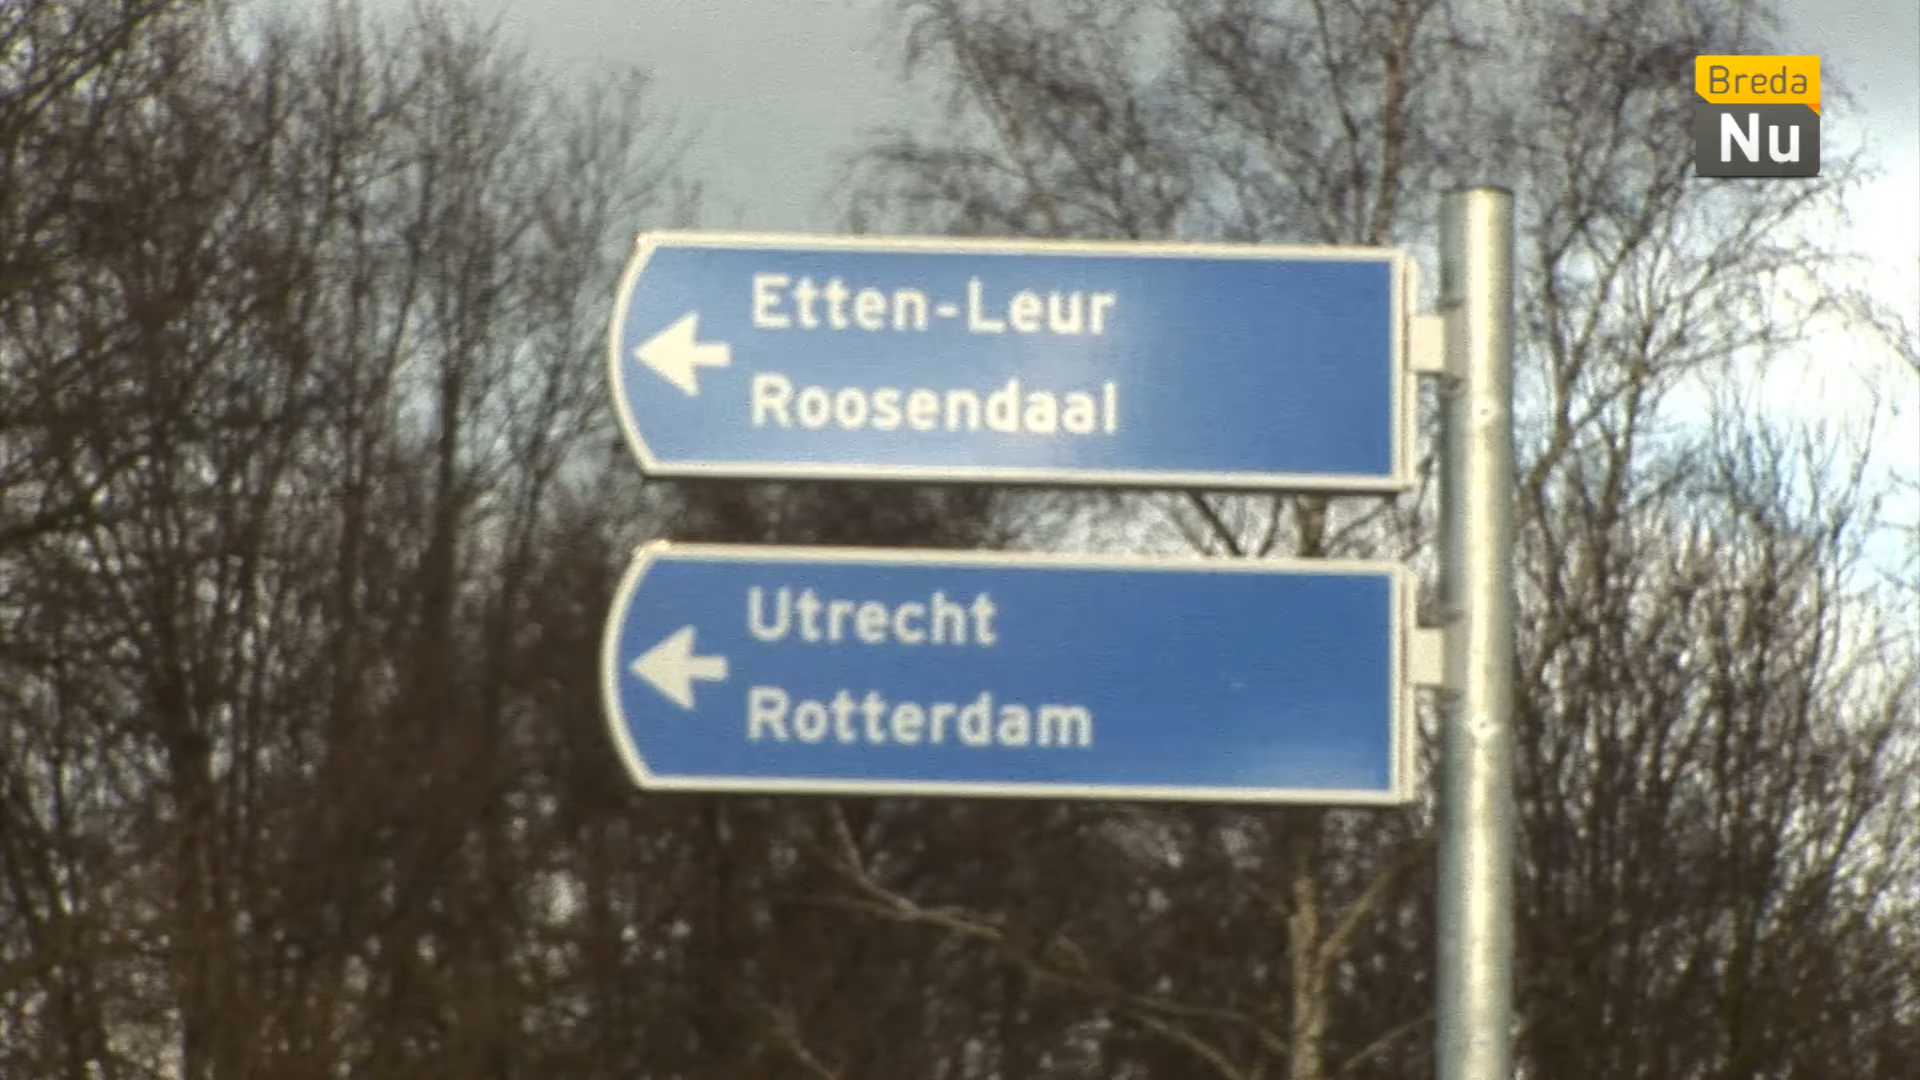 Breda
Nu
Etten-Leur
Roosendaal
Utrecht
Rotterdam